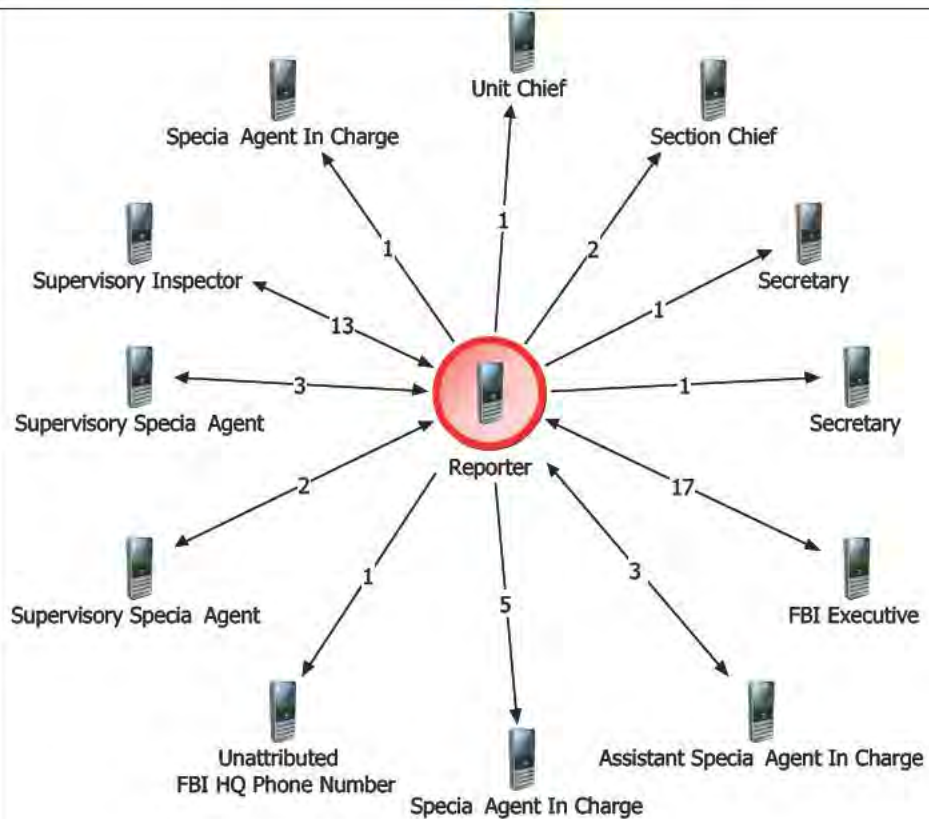 Unit Chief
Specia Agent In Charge
Section Chief
1
1
2
Supervisory Inspector
Secretary
13
1
3
1
Supervisory Specia Agent
Secretary
Reporter
2
17
1
5
3
Supervisory Specia Agent
FBI Executive
Unattributed
FBI HQ Phone Number
Assistant Specia Agent In Charge
Specia Agent In Charge